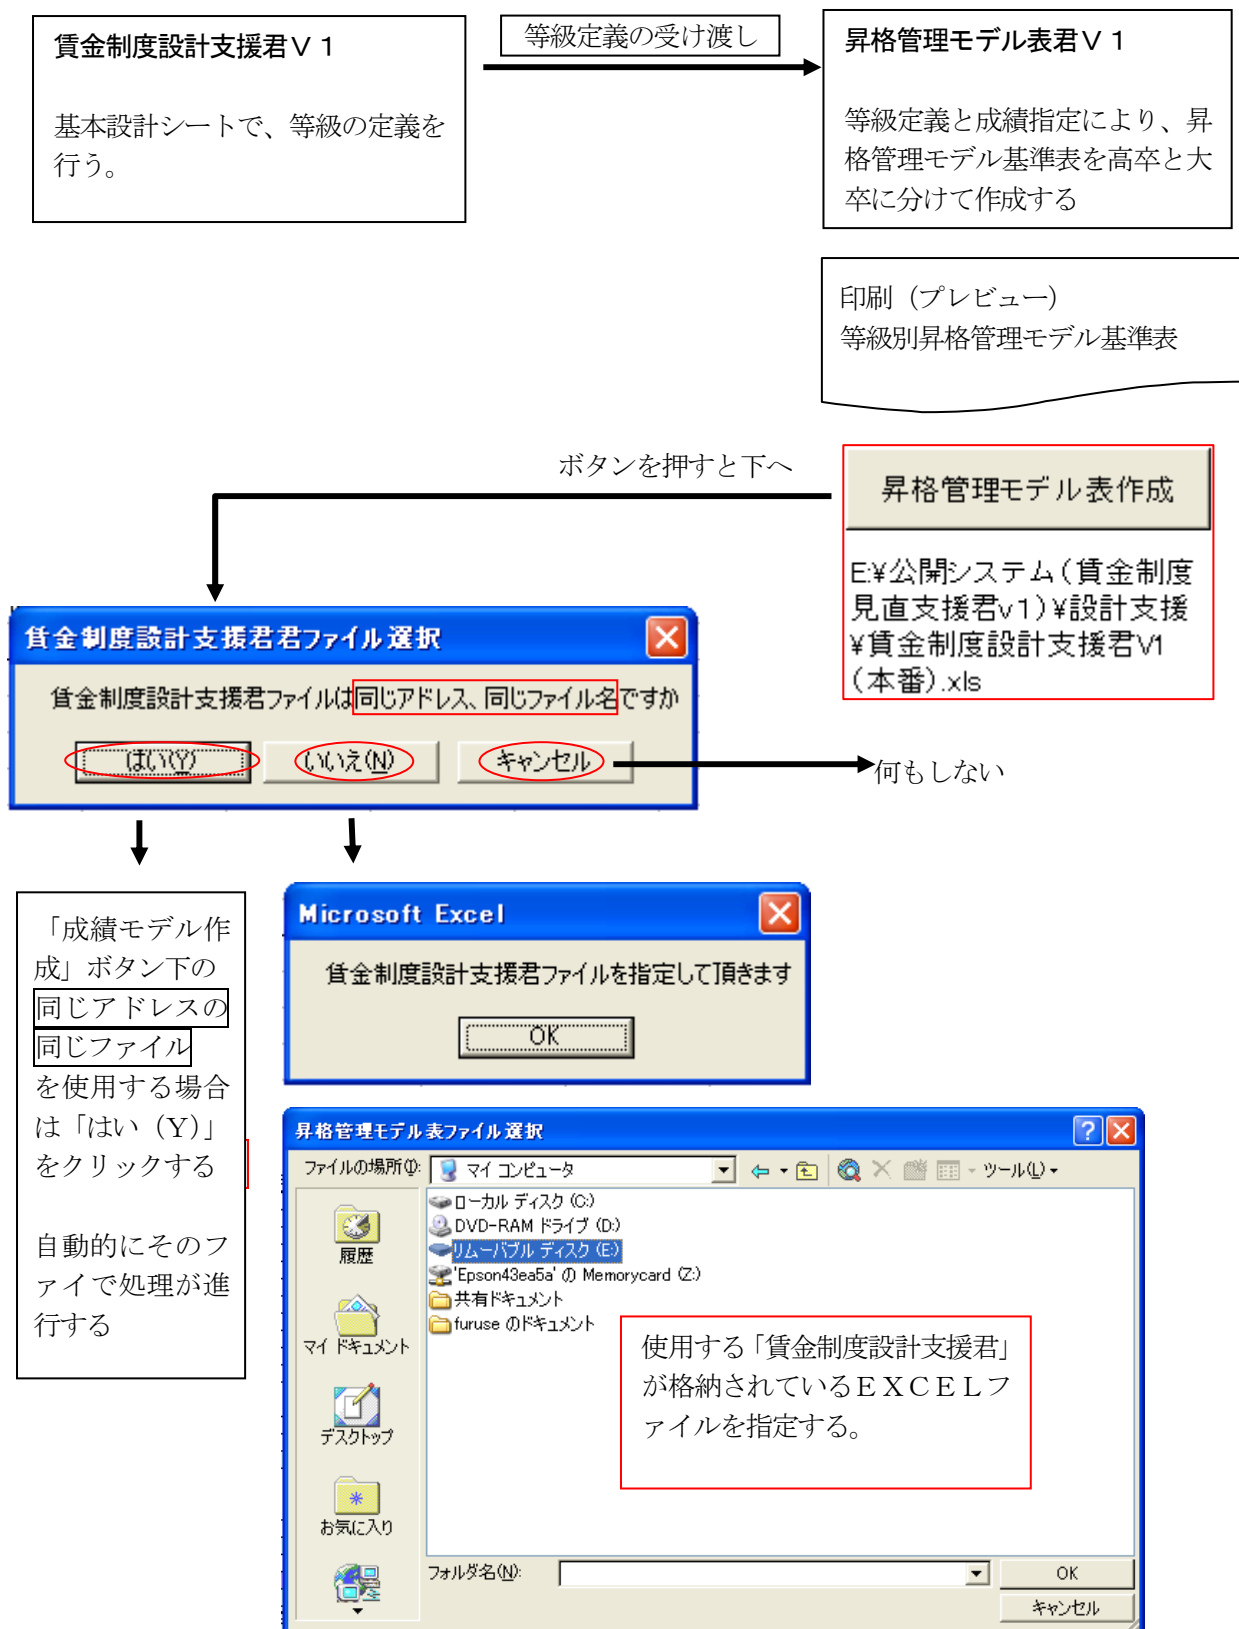 賃金制度設計支援君Ｖ１
基本設計シートで、等級の定義を
行う。
等級定義の受け渡し
昇格管理モデル表君Ｖ１
等級定義と成績指定により、昇
格管理モデル基準表を高卒と大
卒に分けて作成する
印刷（プレビュー）
等級別昇格管理モデル基準表
ボタンを押すと下へ
昇格管理モデル表作成
E:¥公開システム（賃金制度
見直支援君v1）¥設計支援
¥賃金制度設計支援君V1
（本番）.xls
賃金制度設計支援君君ファイル選択
賃金制度設計支援君ファイルは同じアドレス、同じファイル名ですか
はい(Y) いいえ(N) キャンセル
何もしない
「成績モデル作
成」ボタン下の
同じアドレスの
同じファイル
を使用する場合
は「はい（Y）」
をクリックする
自動的にそのフ
ァイで処理が進
行する
Microsoft Excel
賃金制度設計支援君ファイルを指定して頂きます
OK
昇格管理モデル表ファイル選択
ファイルの場所(I): マイ コンピュータ ツール(L)
ローカル ディスク (C:)
DVD-RAM ドライブ (D:)
リムーバブル ディスク (E:)
'Epson43ea5a' の Memorycard (Z:)
共有ドキュメント
furuse のドキュメント
履歴
マイ ドキュメント
デスクトップ
お気に入り
使用する「賃金制度設計支援君」
が格納されているＥＸＣＥＬフ
ァイルを指定する。
フォルダ名(N): OK
キャンセル